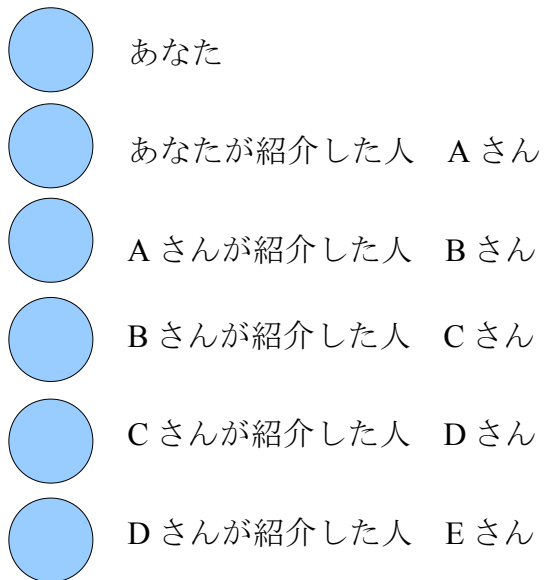 あなた
あなたが紹介した人　A さん
A さんが紹介した人　B さん
B さんが紹介した人　C さん
C さんが紹介した人　D さん
D さんが紹介した人　E さん